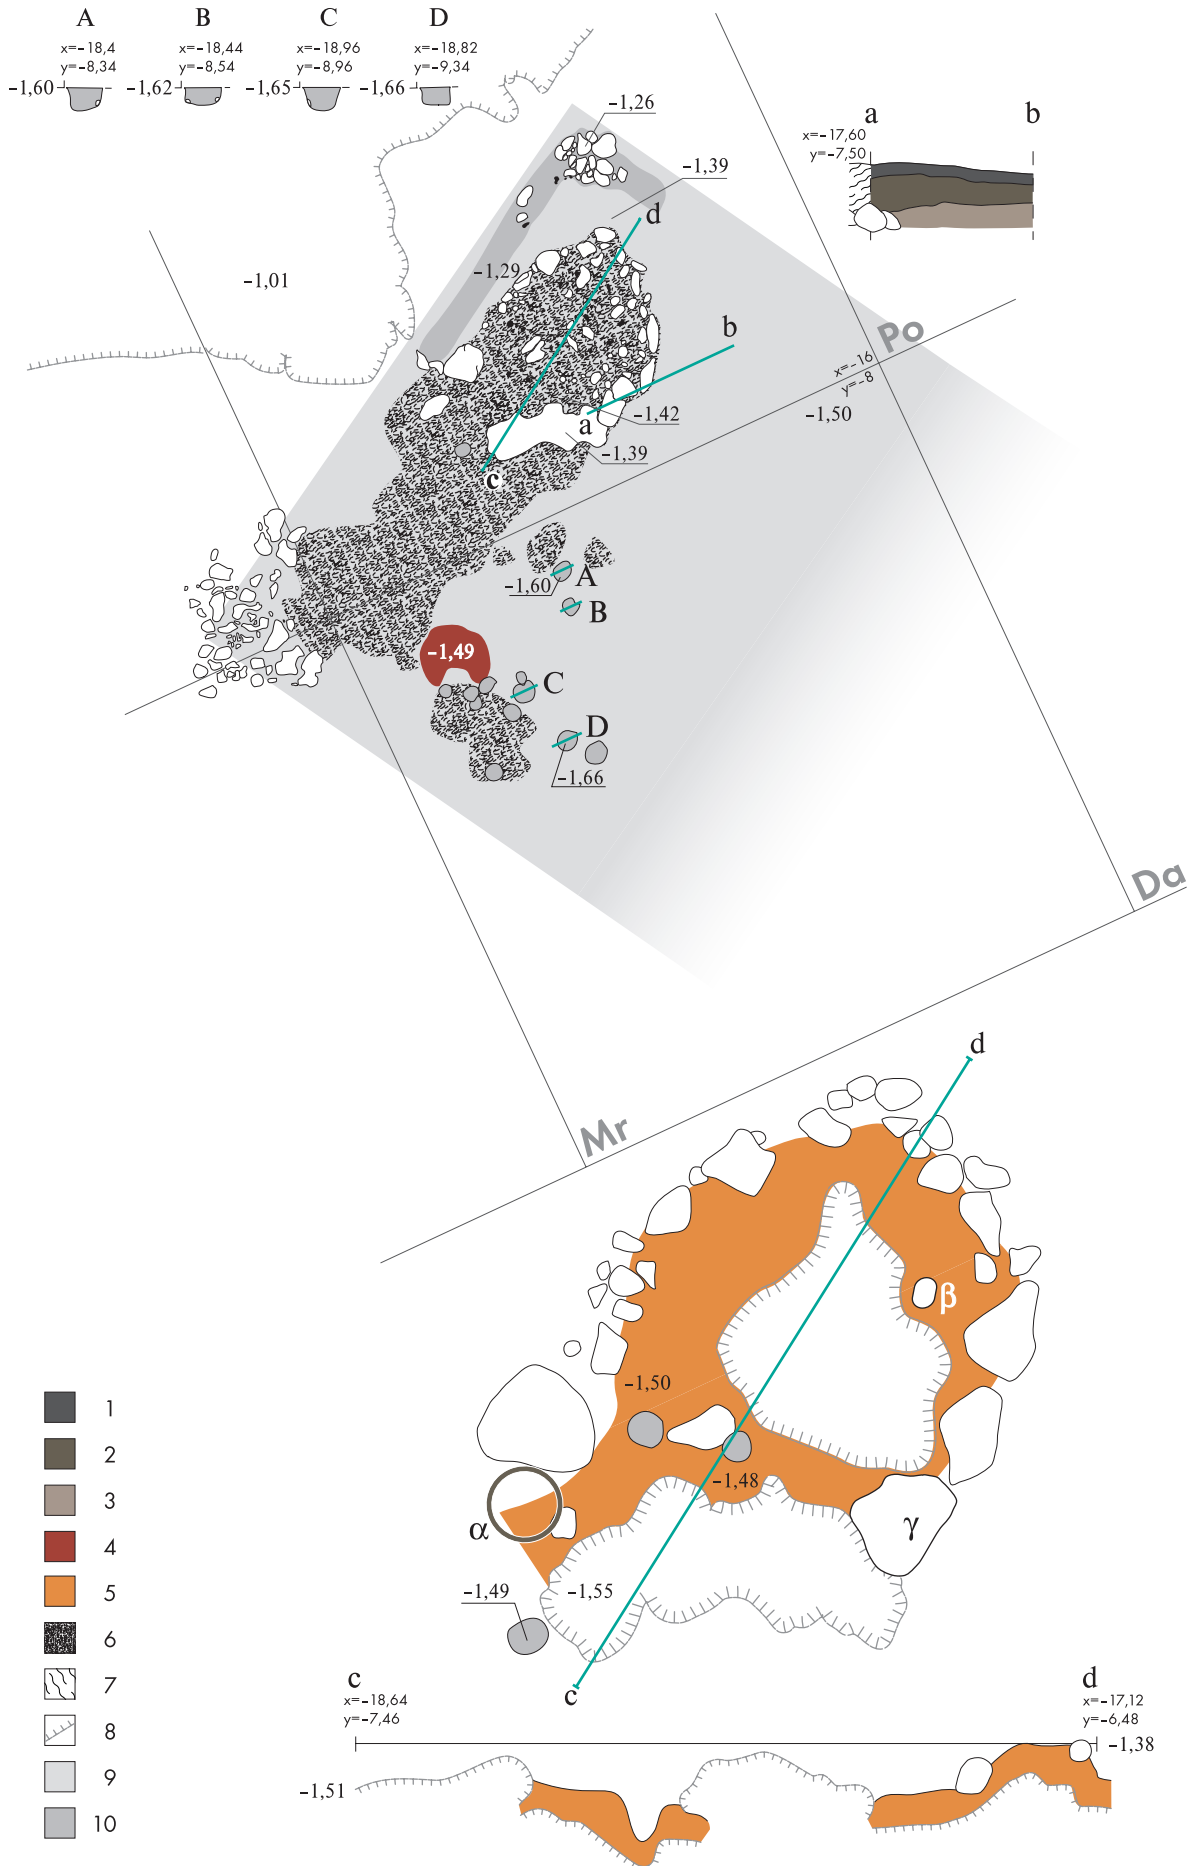 A B C D
x=-18,4 x=-18,44 x=-18,96 x=-18,82
y=-8,34 y=-8,54 y=-8,96 y=-9,34
-1,60 -1,62 -1,65 -1,66
-1,26
a b
x=-17,60
y=-7,50
-1,39
d
-1,29
-1,01
b
Po
x=-16
y=-8
-1,50
-1,42
a
-1,39
c
A
-1,60
B
-1,49
C
D
-1,66
Da
Mr
d
β
-1,50
-1,48
α
γ
-1,55
-1,49
c
1
2
3
4
5
6
7
8
9
10
c d
x=-18,64 x=-17,12
y=-7,46 y=-6,48
-1,38
-1,51